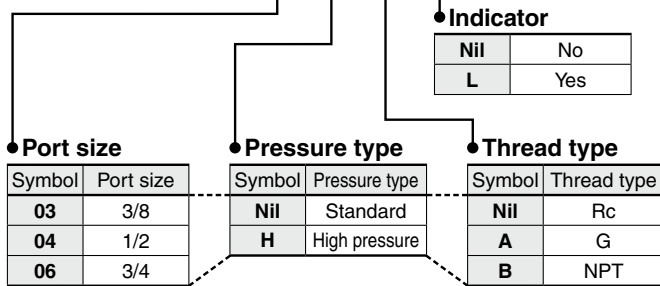 Indicator
Nil No
L Yes
Port size
Symbol Port size
03 3/8
04 1/2
06 3/4
Pressure type
Symbol Pressure type
Nil Standard
H High pressure
Thread type
Symbol Thread type
Nil Rc
A G
B NPT